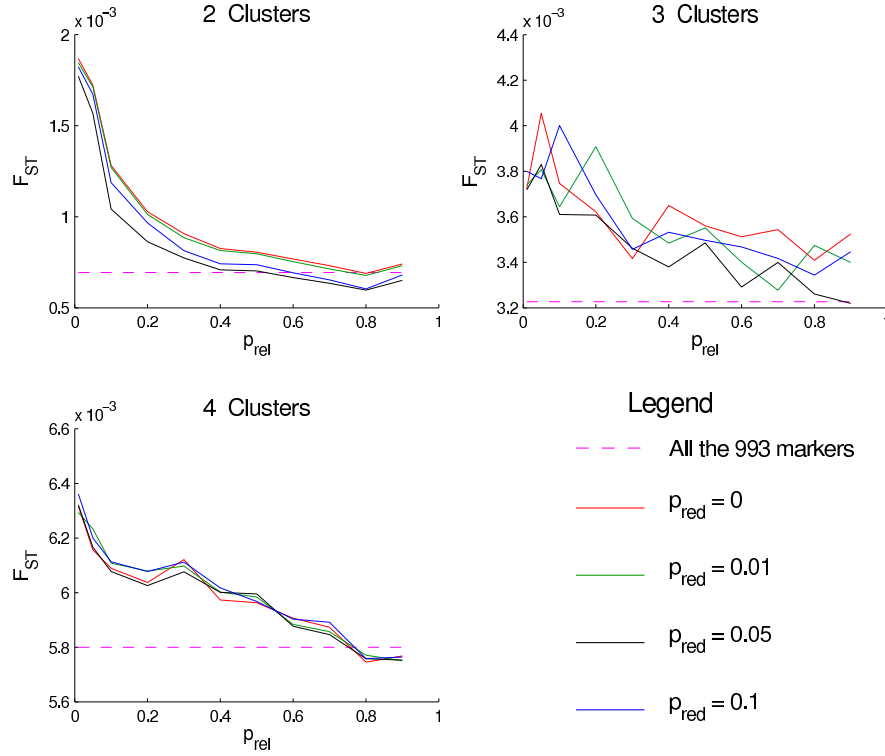 2 Clusters
x 10⁻³
2
1.5
1
0.5
F_ST
0
0.2
0.4
0.6
0.8
1
p_rel
3 Clusters
x 10⁻³
4.4
4.2
4
3.8
3.6
3.4
3.2
F_ST
0
0.2
0.4
0.6
0.8
1
p_rel
4 Clusters
x 10⁻³
6.6
6.4
6.2
6
5.8
5.6
F_ST
0
0.2
0.4
0.6
0.8
1
p_rel
Legend
All the 993 markers
p_red = 0
p_red = 0.01
p_red = 0.05
p_red = 0.1